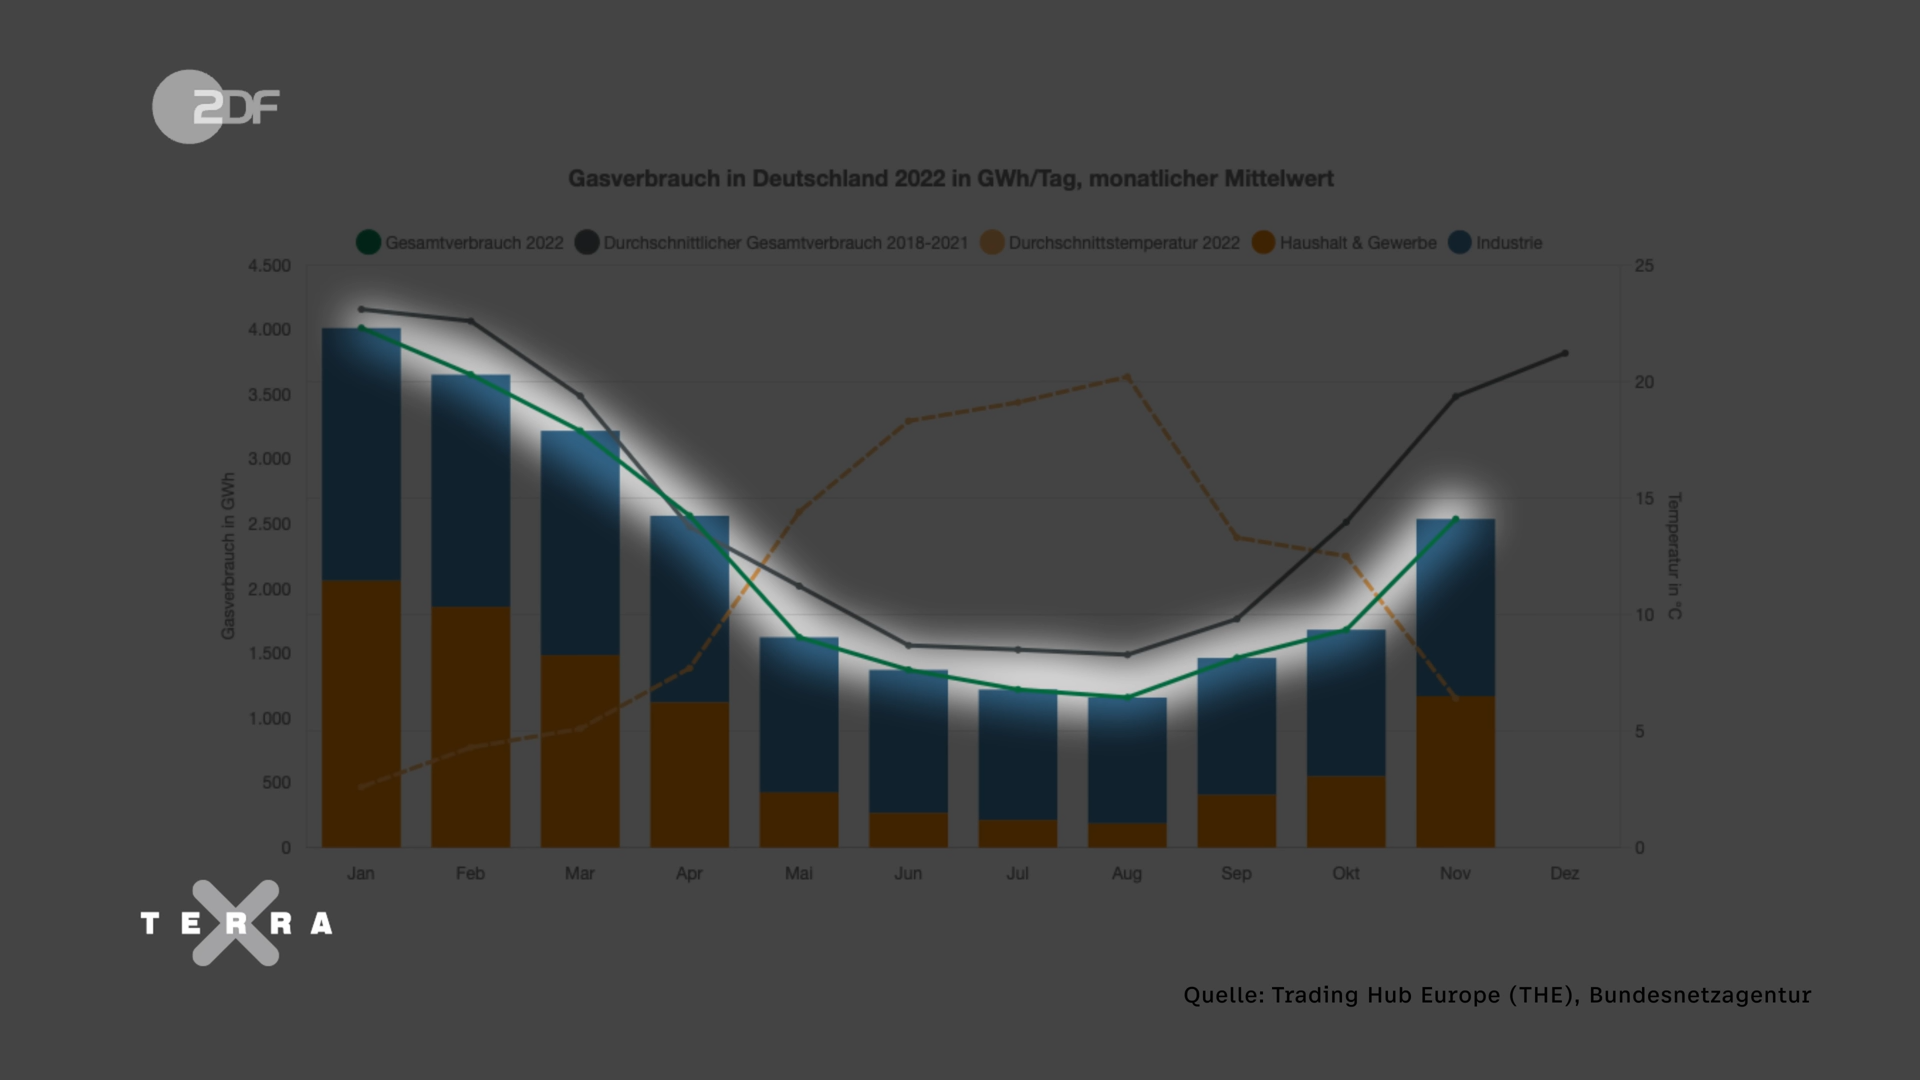 ZDF
Gasverbrauch in Deutschland 2022 in GWh/Tag, monatlicher Mittelwert
Gesamtverbrauch 2022 Durchschnittlicher Gesamtverbrauch 2018-2021 Durchschnittstemperatur 2022 Haushalt & Gewerbe Industrie
4.500
4.000
3.500
3.000
2.500
2.000
1.500
1.000
500
0
Gasverbrauch in GWh
25
20
15
10
5
0
Temperatur in °C
Jan Feb Mar Apr Mai Jun Jul Aug Sep Okt Nov Dez
TERRA X
Quelle: Trading Hub Europe (THE), Bundesnetzagentur